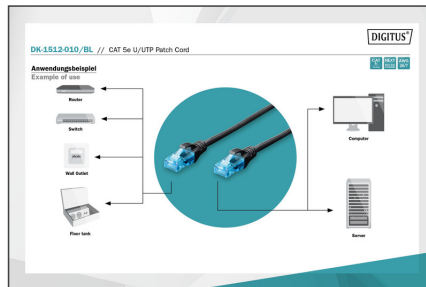 DIGITUS®
DK-1512-010/BL // CAT 5e U/UTP Patch Cord
Anwendungsbeispiel
Example of use
Router
Switch
Wall Outlet
Floor tank
Computer
Server